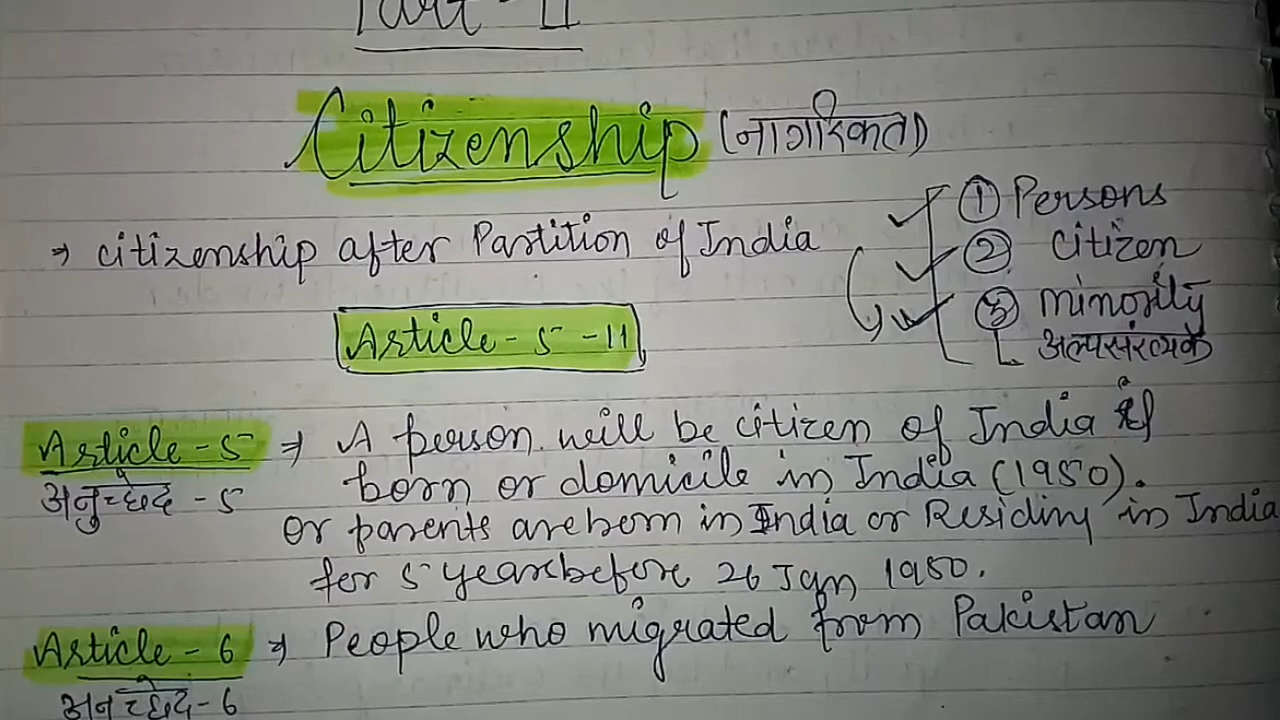 Part - II
Citizenship (नागरिकता)
⇒ citizenship after Partition of India
① Persons
② citizen
③ minority
अल्पसंख्यक
Article - 5 - 11
Article - 5 ⇒ A person will be citizen of India if
अनुच्छेद - 5 born or domicile in India (1950).
or parents are born in India or Residing in India
for 5 years before 26 Jan 1950.
Article - 6 ⇒ People who migrated from Pakistan
अनुच्छेद - 6